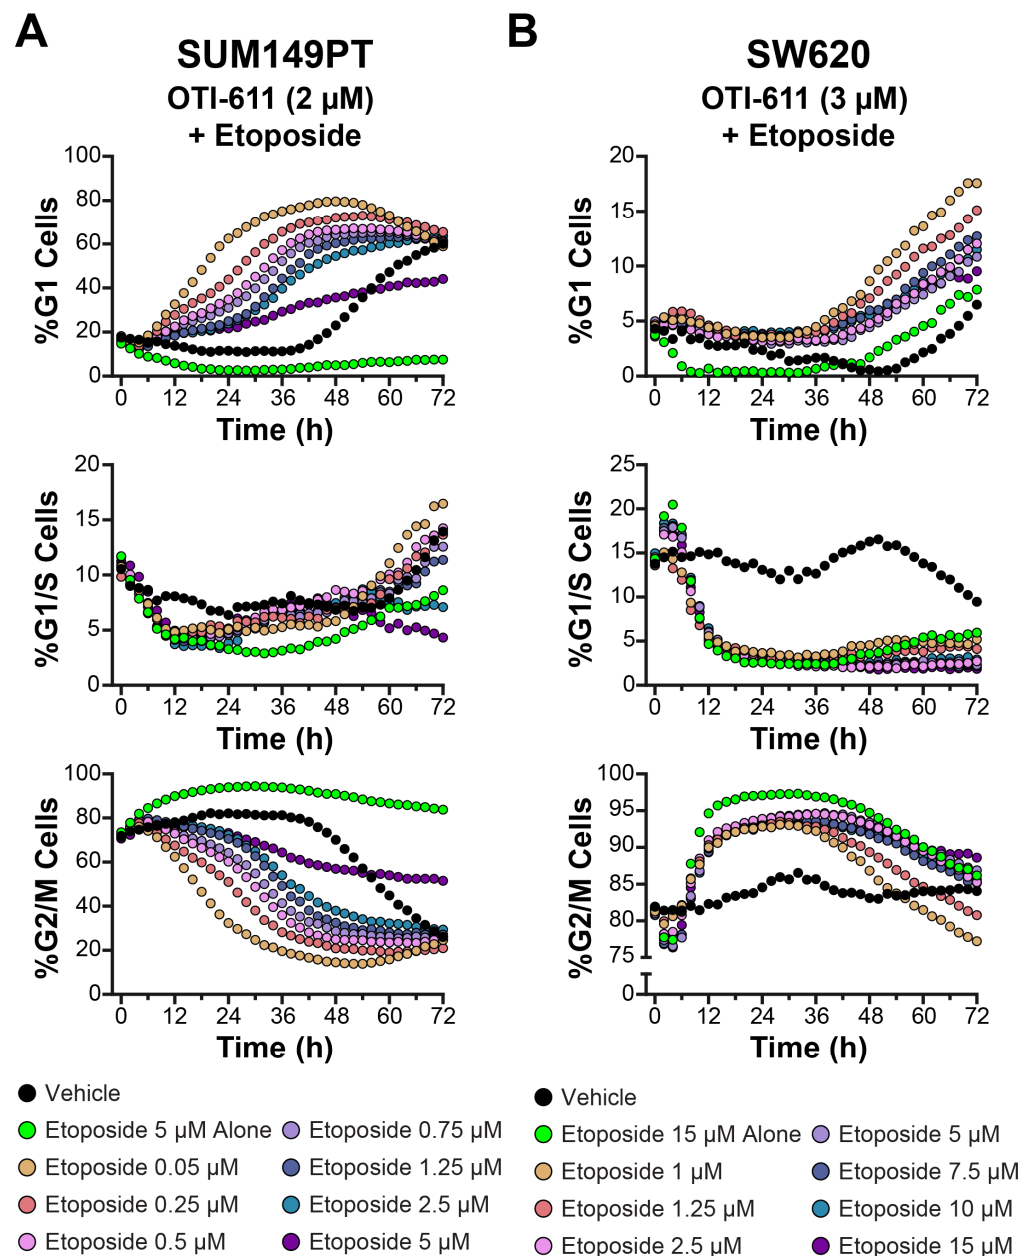 A
SUM149PT
OTI-611 (2 µM)
+ Etoposide
%G1 Cells
100
80
60
40
20
0
0 12 24 36 48 60 72
Time (h)
%G1/S Cells
20
15
10
5
0
0 12 24 36 48 60 72
Time (h)
%G2/M Cells
100
80
60
40
20
0
0 12 24 36 48 60 72
Time (h)
Vehicle
Etoposide 5 µM Alone
Etoposide 0.05 µM
Etoposide 0.25 µM
Etoposide 0.5 µM
Etoposide 0.75 µM
Etoposide 1.25 µM
Etoposide 2.5 µM
Etoposide 5 µM
B
SW620
OTI-611 (3 µM)
+ Etoposide
%G1 Cells
20
15
10
5
0
0 12 24 36 48 60 72
Time (h)
%G1/S Cells
25
20
15
10
5
0
0 12 24 36 48 60 72
Time (h)
%G2/M Cells
100
95
90
85
80
75
0
0 12 24 36 48 60 72
Time (h)
Vehicle
Etoposide 15 µM Alone
Etoposide 1 µM
Etoposide 1.25 µM
Etoposide 2.5 µM
Etoposide 5 µM
Etoposide 7.5 µM
Etoposide 10 µM
Etoposide 15 µM